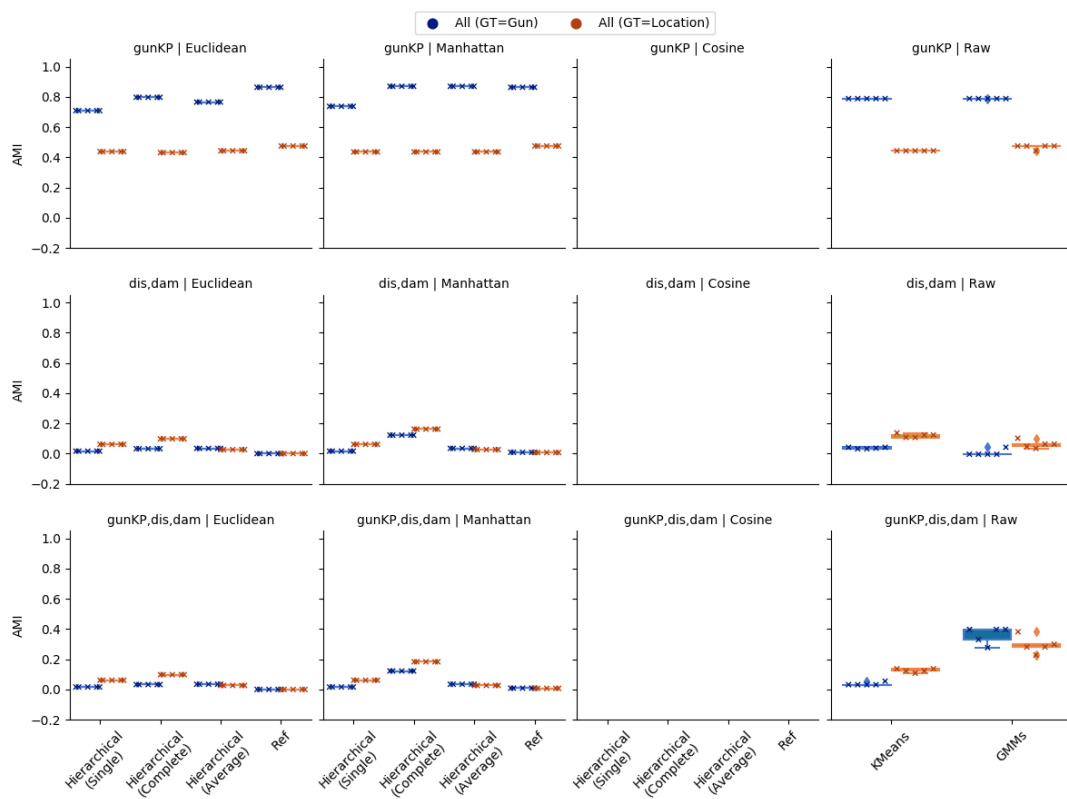 All (GT=Gun) All (GT=Location)
gunKP | Euclidean gunKP | Manhattan gunKP | Cosine gunKP | Raw
1.0
0.8
0.6
0.4
0.2
0.0
−0.2
AMI
dis,dam | Euclidean dis,dam | Manhattan dis,dam | Cosine dis,dam | Raw
1.0
0.8
0.6
0.4
0.2
0.0
−0.2
AMI
gunKP,dis,dam | Euclidean gunKP,dis,dam | Manhattan gunKP,dis,dam | Cosine gunKP,dis,dam | Raw
1.0
0.8
0.6
0.4
0.2
0.0
−0.2
AMI
Hierarchical
(Single)
Hierarchical
(Complete)
Hierarchical
(Average)
Ref
Hierarchical
(Single)
Hierarchical
(Complete)
Hierarchical
(Average)
Ref
Hierarchical
(Single)
Hierarchical
(Complete)
Hierarchical
(Average)
Ref
KMeans
GMMs